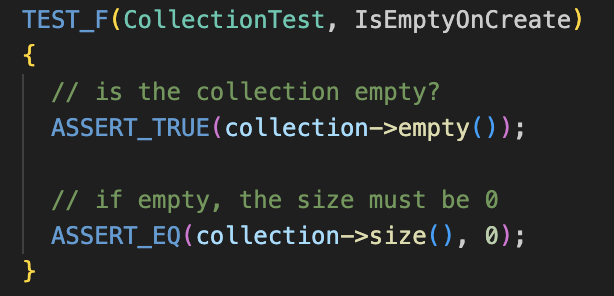 TEST_F(CollectionTest, IsEmptyOnCreate)
{
// is the collection empty?
ASSERT_TRUE(collection->empty());
// if empty, the size must be 0
ASSERT_EQ(collection->size(), 0);
}